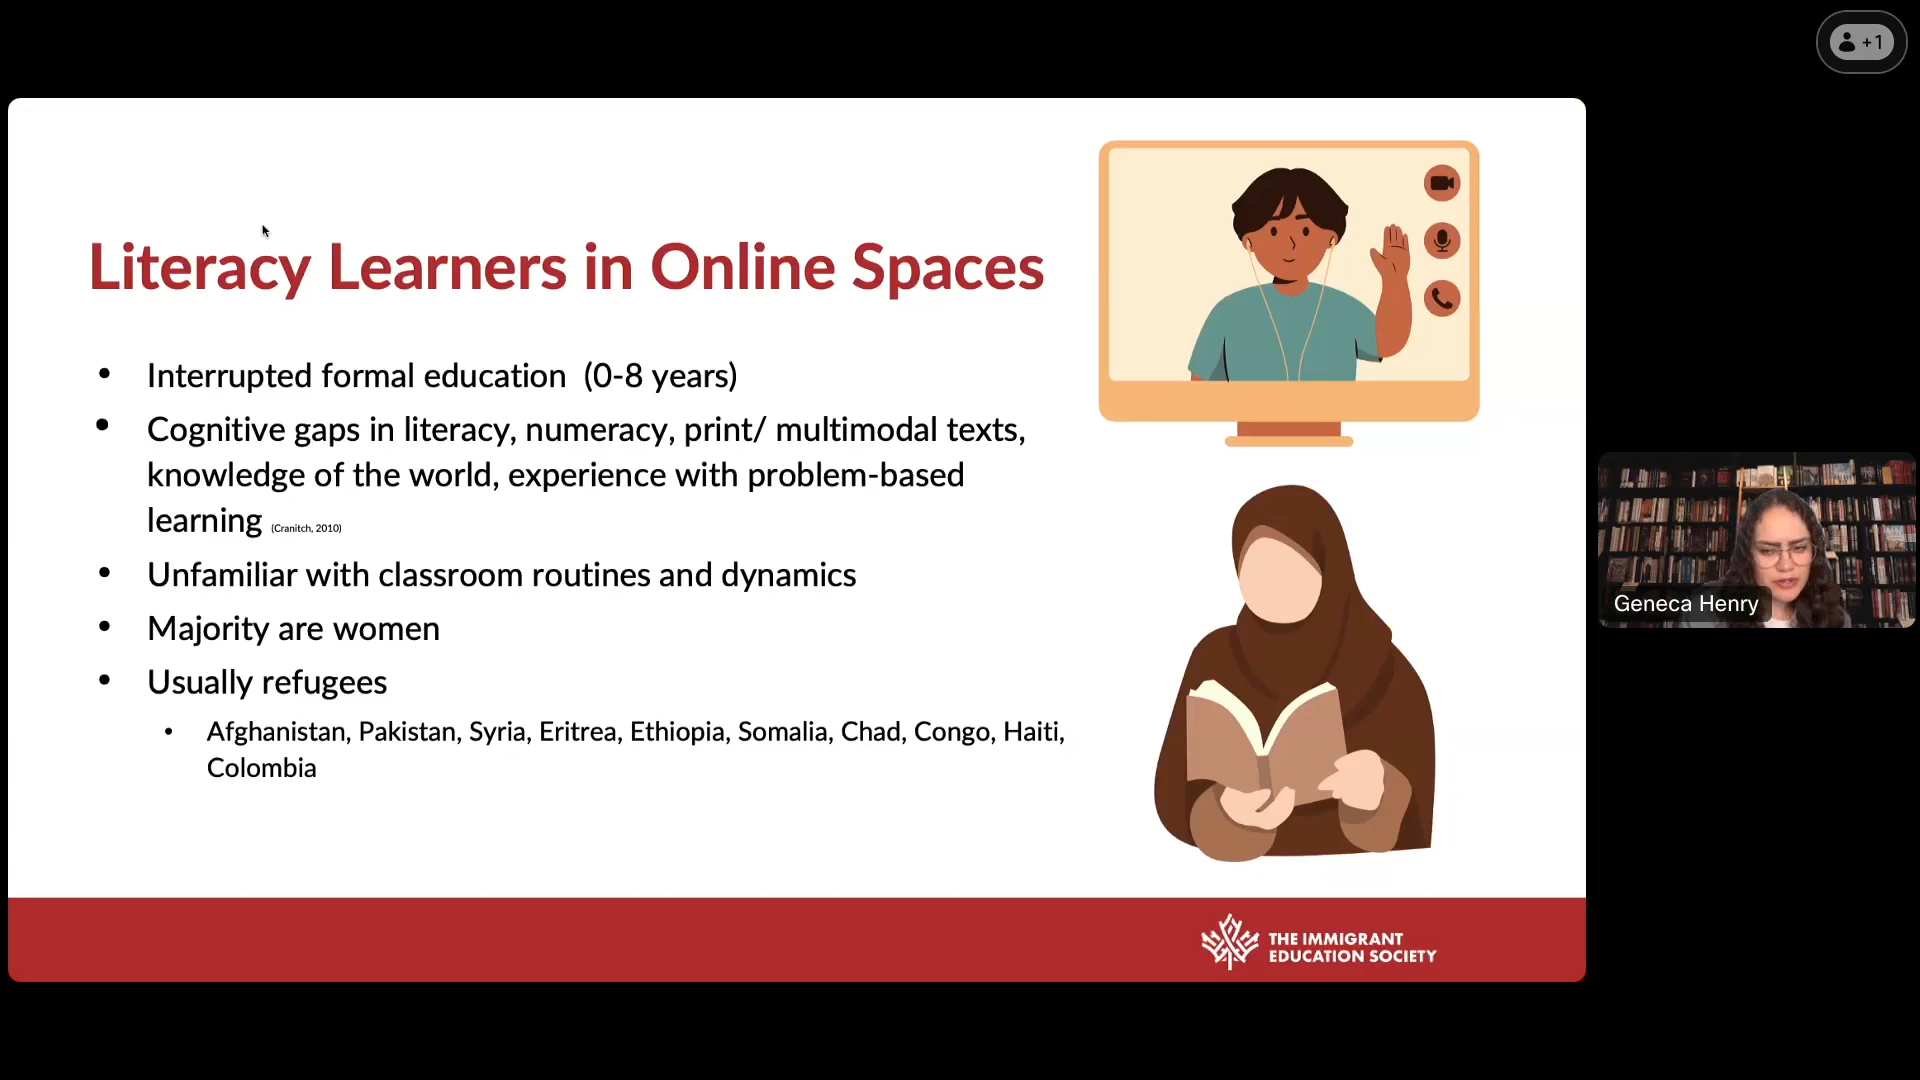 +1
Literacy Learners in Online Spaces
• Interrupted formal education (0-8 years)
• Cognitive gaps in literacy, numeracy, print/ multimodal texts,
knowledge of the world, experience with problem-based
learning (Cranitch, 2010)
• Unfamiliar with classroom routines and dynamics
• Majority are women
• Usually refugees
• Afghanistan, Pakistan, Syria, Eritrea, Ethiopia, Somalia, Chad, Congo, Haiti,
Colombia
Geneca Henry
THE IMMIGRANT
EDUCATION SOCIETY